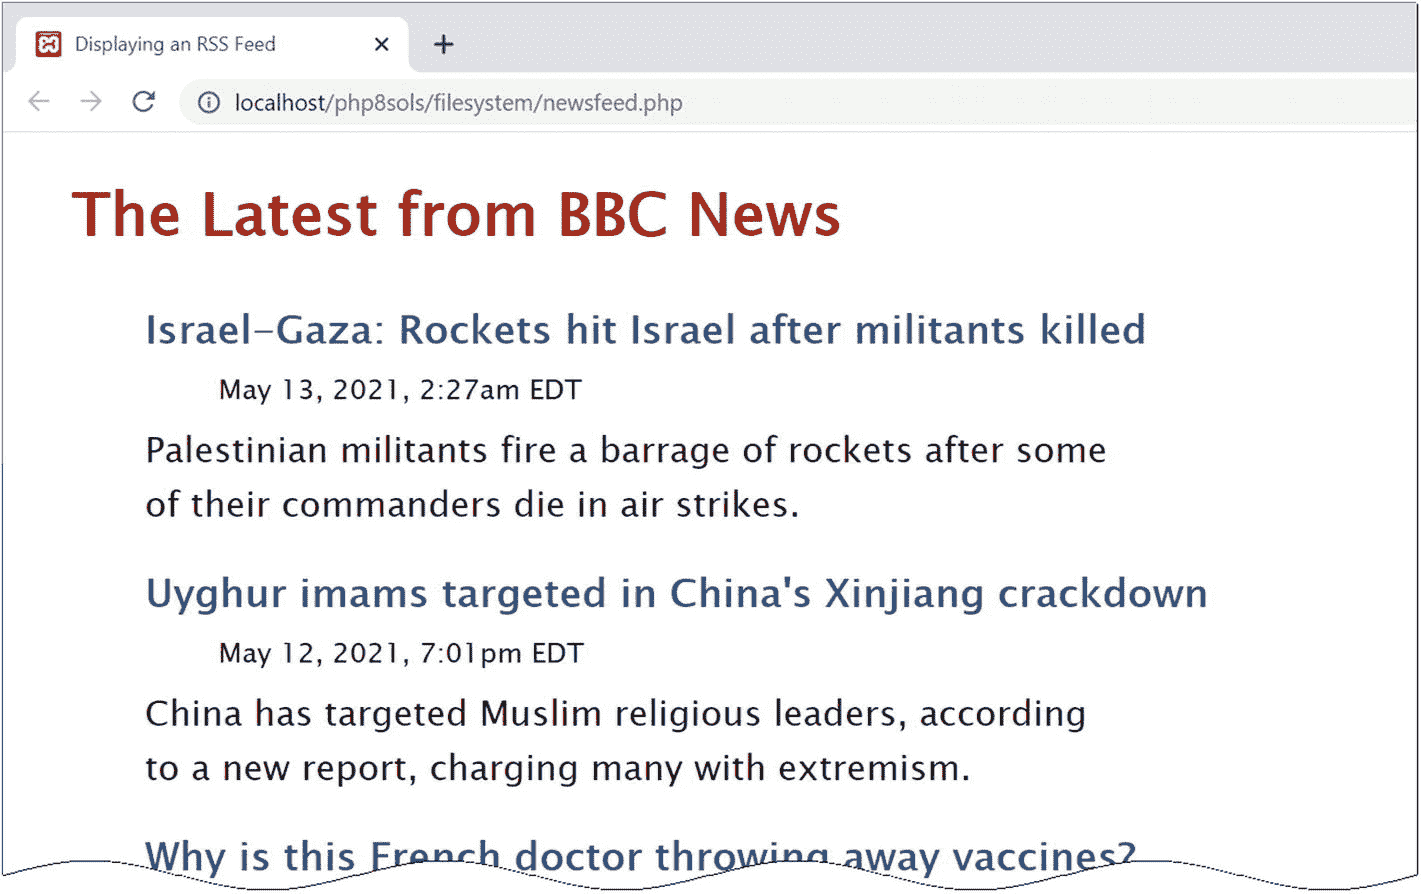 Displaying an RSS Feed
localhost/php8sols/filesystem/newsfeed.php
The Latest from BBC News
Israel–Gaza: Rockets hit Israel after militants killed
May 13, 2021, 2:27am EDT
Palestinian militants fire a barrage of rockets after some
of their commanders die in air strikes.
Uyghur imams targeted in China's Xinjiang crackdown
May 12, 2021, 7:01pm EDT
China has targeted Muslim religious leaders, according
to a new report, charging many with extremism.
Why is this French doctor throwing away vaccines?